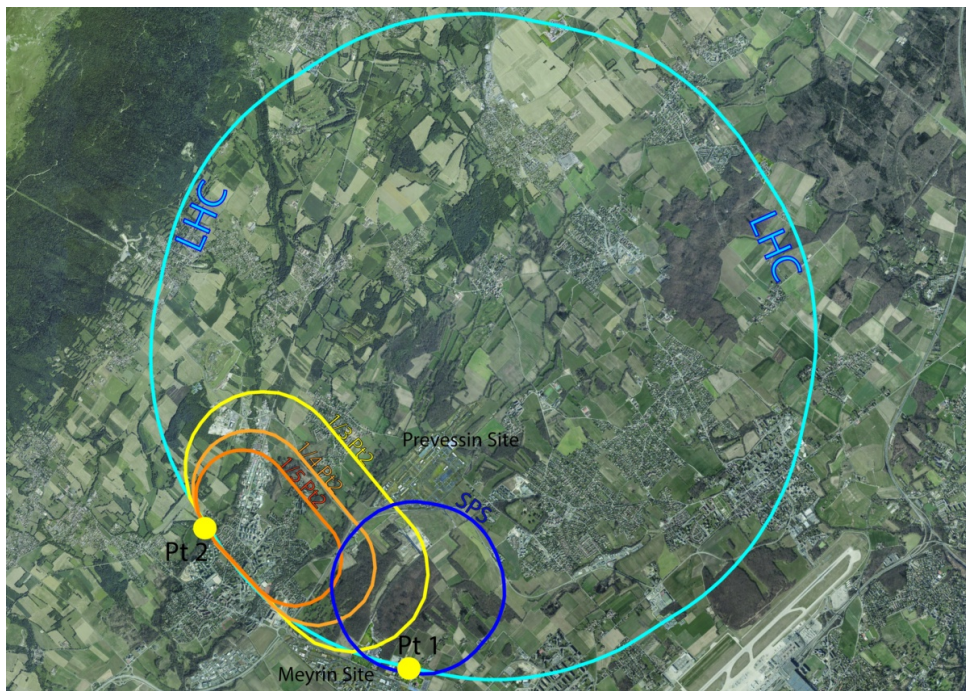 LHC
LHC
1/3 Pt2
Prevessin Site
1/4 Pt2
1/5 Pt2
SPS
Pt 2
Pt 1
Meyrin Site